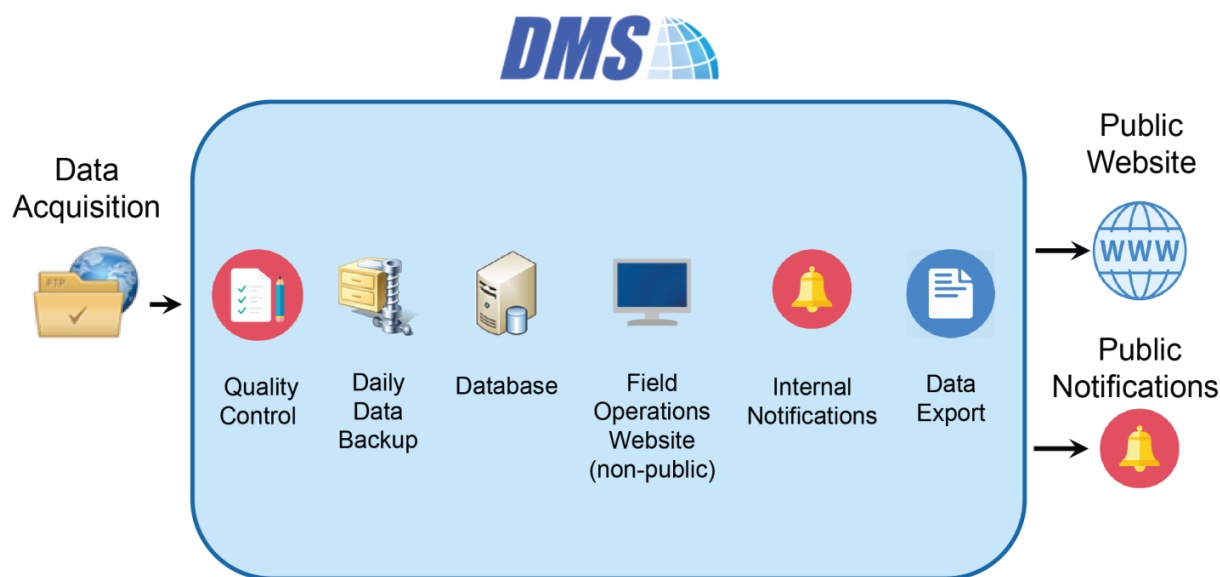 DMS
Data
Acquisition
FTP
Quality
Control
Daily
Data
Backup
Database
Field
Operations
Website
(non-public)
Internal
Notifications
Data
Export
Public
Website
WWW
Public
Notifications